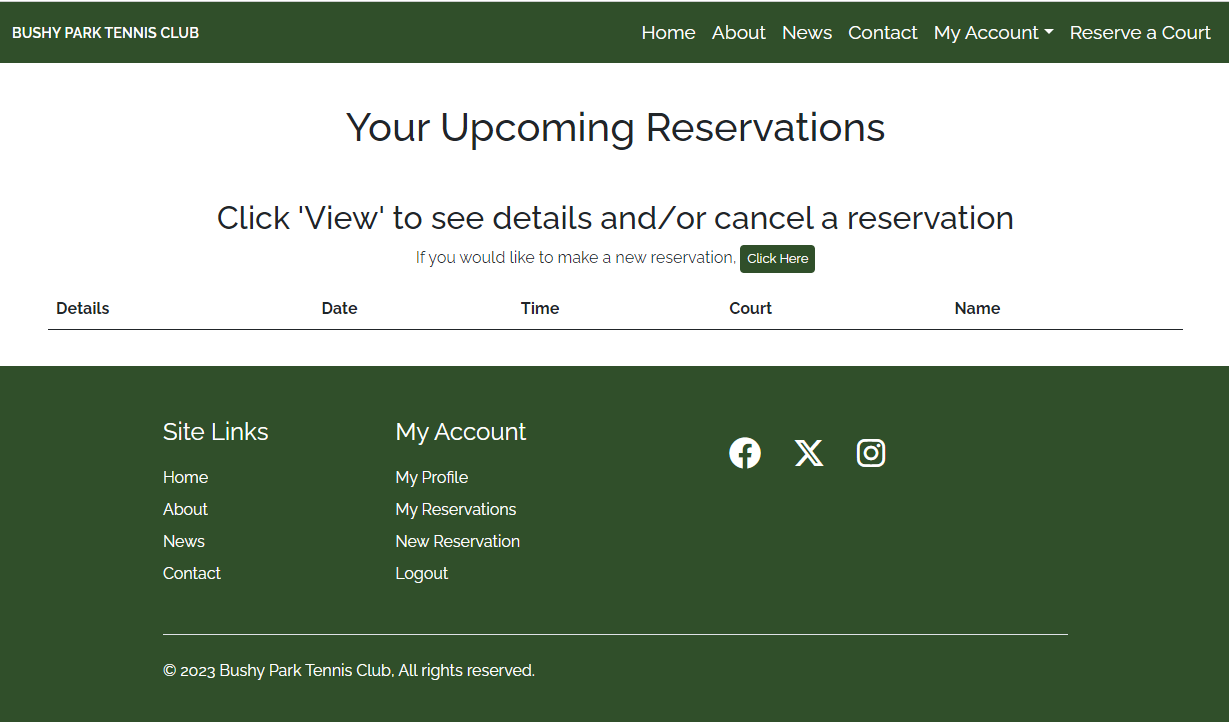 BUSHY PARK TENNIS CLUB
Home About News Contact My Account Reserve a Court
Your Upcoming Reservations
Click 'View' to see details and/or cancel a reservation
If you would like to make a new reservation, Click Here
Details Date Time Court Name
Site Links
Home
About
News
Contact
My Account
My Profile
My Reservations
New Reservation
Logout
© 2023 Bushy Park Tennis Club, All rights reserved.